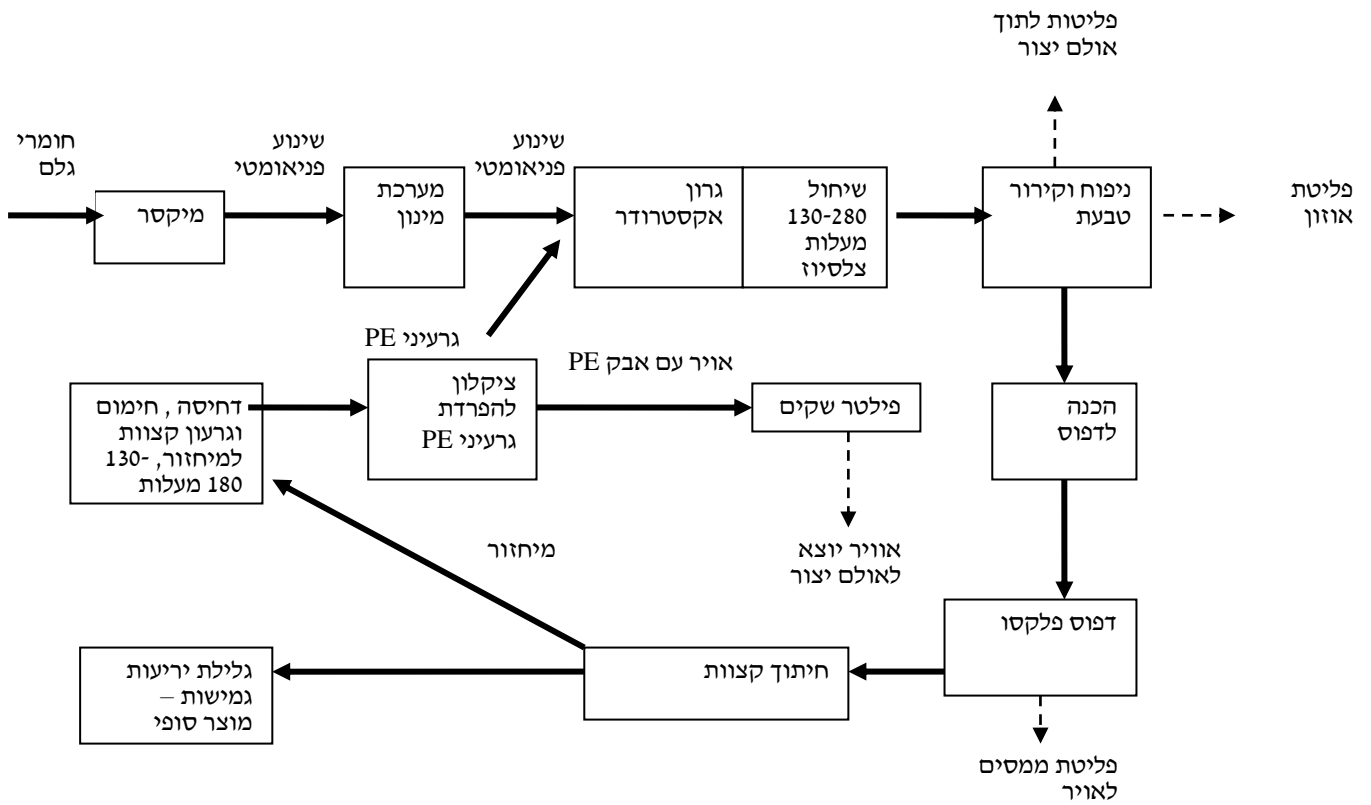 פליטות לתוך
אולם יצור
חומרי
גלם
שינוע
פניאומטי
שינוע
פניאומטי
מיקסר
מערכת
מינון
גרון
אקסטרודר
שיחול
130-280
מעלות
צלסיוז
ניפוח וקירור
טבעת
פליטת
אוזון
גרעיני PE
אויר עם אבק PE
דחיסה , חימום
וגרעון קצוות
למיחזור, 130-
180 מעלות
ציקלון
להפרדת
גרעיני PE
פילטר שקים
הכנה
לדפוס
מיחזור
אוויר יוצא
לאולם יצור
דפוס פלקסו
חיתוך קצוות
גלילת יריעות
גמישות –
מוצר סופי
פליטת ממסים
לאויר